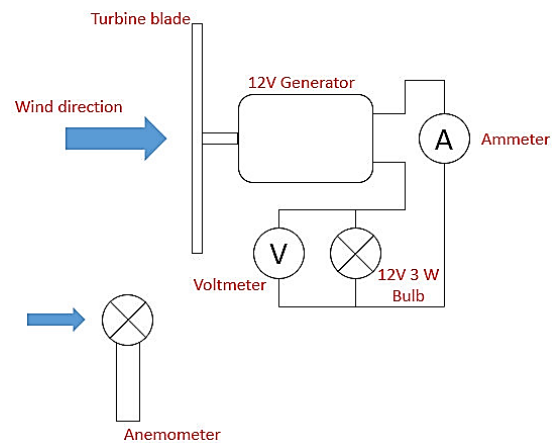 Turbine blade
12V Generator
Wind direction
A
Ammeter
V
Voltmeter
12V 3 W
Bulb
Anemometer